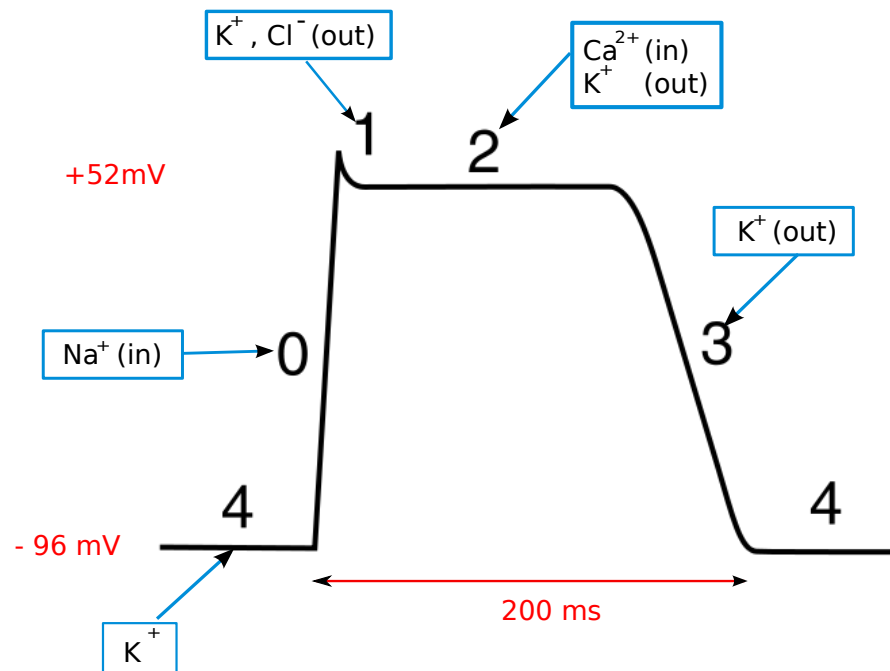 K⁺ , Cl⁻ (out)
Ca²⁺ (in)
K⁺ (out)
1
2
+52mV
K⁺ (out)
Na⁺ (in)
0
3
4
4
- 96 mV
200 ms
K⁺